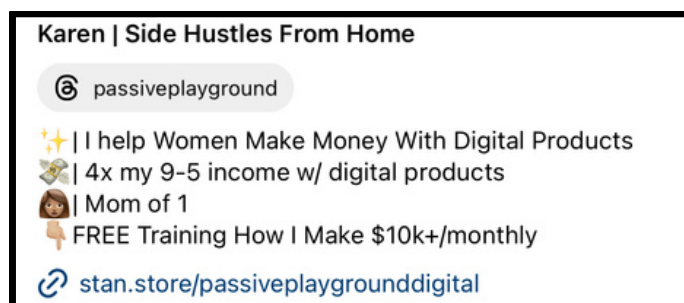 Karen | Side Hustles From Home
passiveplayground
✨| I help Women Make Money With Digital Products
💸| 4x my 9-5 income w/ digital products
👩🏽| Mom of 1
👇🏼FREE Training How I Make $10k+/monthly
stan.store/passiveplaygrounddigital